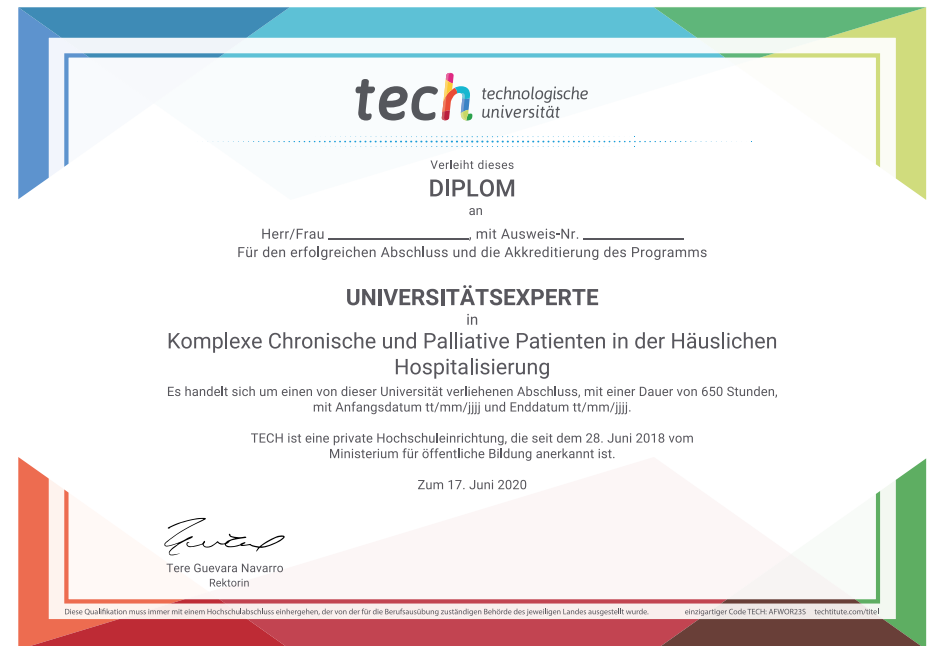 tech technologische
universität
Verleiht dieses
DIPLOM
an
Herr/Frau ____________________, mit Ausweis-Nr. ______________
Für den erfolgreichen Abschluss und die Akkreditierung des Programms
UNIVERSITÄTSEXPERTE
in
Komplexe Chronische und Palliative Patienten in der Häuslichen
Hospitalisierung
Es handelt sich um einen von dieser Universität verliehenen Abschluss, mit einer Dauer von 650 Stunden,
mit Anfangsdatum tt/mm/jjjj und Enddatum tt/mm/jjjj.
TECH ist eine private Hochschuleinrichtung, die seit dem 28. Juni 2018 vom
Ministerium für öffentliche Bildung anerkannt ist.
Zum 17. Juni 2020
Tere Guevara Navarro
Rektorin
Diese Qualifikation muss immer mit einem Hochschulabschluss einhergehen, der von der für die Berufsausübung zuständigen Behörde des jeweiligen Landes ausgestellt wurde. einzigartiger Code TECH: AFWOR23S techtitute.com/titel